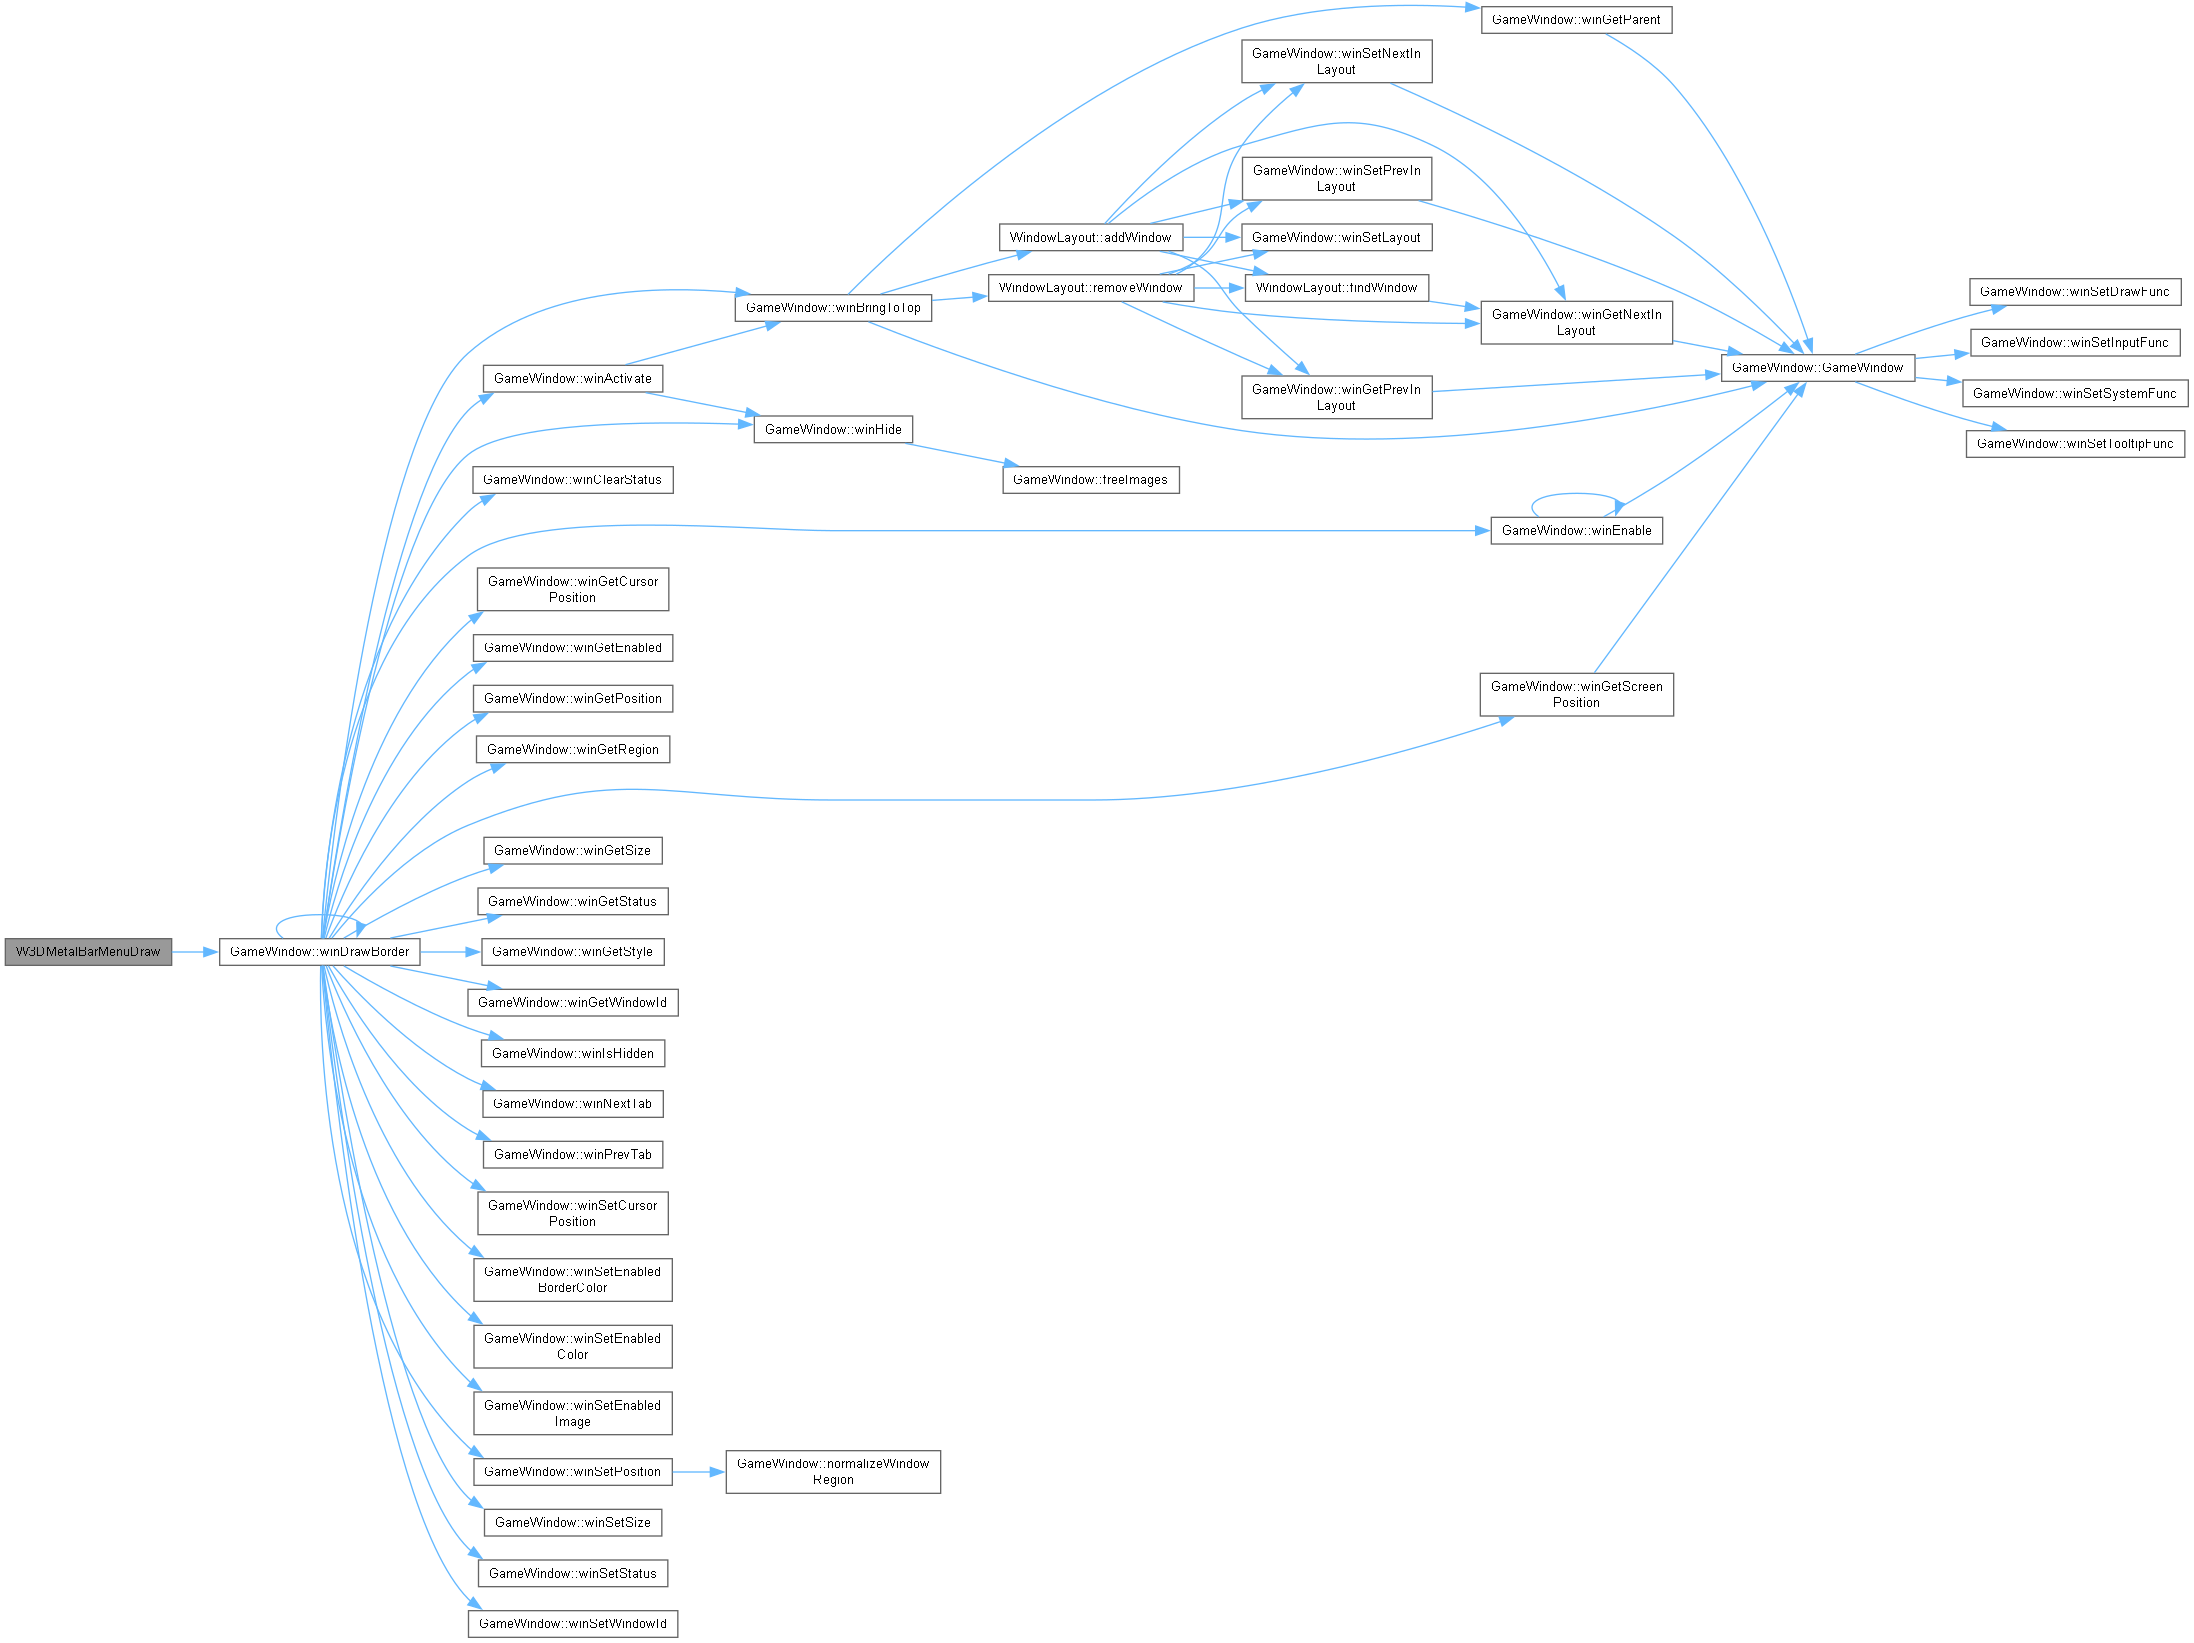 W3DMetalBarMenuDraw
GameWindow::winDrawBorder
GameWindow::winActivate
GameWindow::winClearStatus
GameWindow::winGetCursor
Position
GameWindow::winGetEnabled
GameWindow::winGetPosition
GameWindow::winGetRegion
GameWindow::winGetSize
GameWindow::winGetStatus
GameWindow::winGetStyle
GameWindow::winGetWindowId
GameWindow::winIsHidden
GameWindow::winNextTab
GameWindow::winPrevTab
GameWindow::winSetCursor
Position
GameWindow::winSetEnabled
BorderColor
GameWindow::winSetEnabled
Color
GameWindow::winSetEnabled
Image
GameWindow::winSetPosition
GameWindow::winSetSize
GameWindow::winSetStatus
GameWindow::winSetWindowId
GameWindow::winBringToTop
GameWindow::winHide
GameWindow::normalizeWindow
Region
WindowLayout::addWindow
WindowLayout::removeWindow
GameWindow::freeImages
GameWindow::winSetNextIn
Layout
GameWindow::winSetPrevIn
Layout
GameWindow::winSetLayout
WindowLayout::findWindow
GameWindow::winGetPrevIn
Layout
GameWindow::winGetParent
GameWindow::winGetNextIn
Layout
GameWindow::winEnable
GameWindow::winGetScreen
Position
GameWindow::GameWindow
GameWindow::winSetDrawFunc
GameWindow::winSetInputFunc
GameWindow::winSetSystemFunc
GameWindow::winSetTooltipFunc